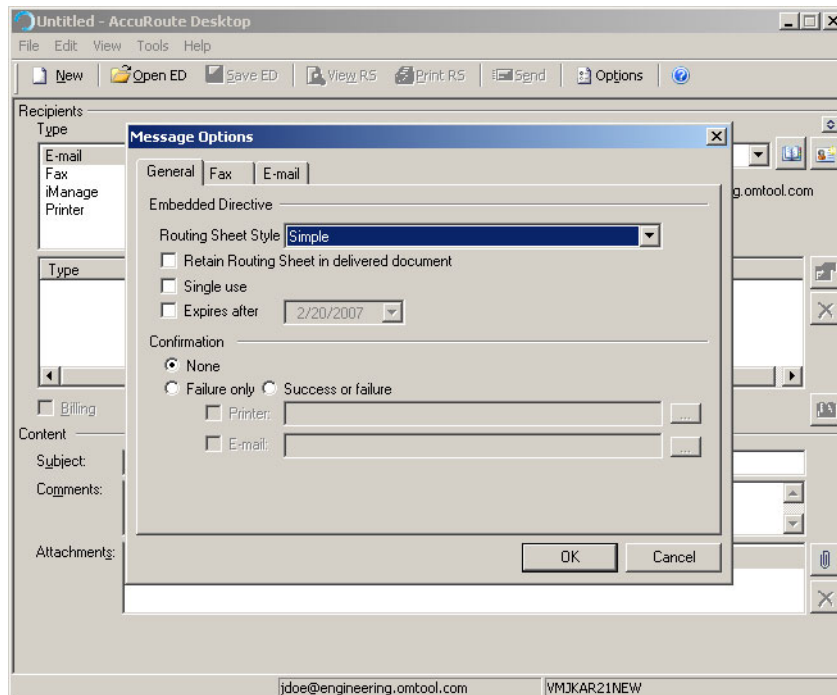 Untitled - AccuRoute Desktop
File Edit View Tools Help
New Open ED Save ED View RS Print RS Send Options
Recipients
Type
E-mail
Fax
iManage
Printer
g.omtool.com
Message Options
General Fax E-mail
Embedded Directive
Routing Sheet Style Simple
Retain Routing Sheet in delivered document
Single use
Expires after 2/20/2007
Type
Confirmation
None
Failure only Success or failure
Printer: ...
E-mail: ...
Billing
Content
Subject:
Comments:
Attachments:
OK Cancel
jdoe@engineering.omtool.com VMJKAR21NEW